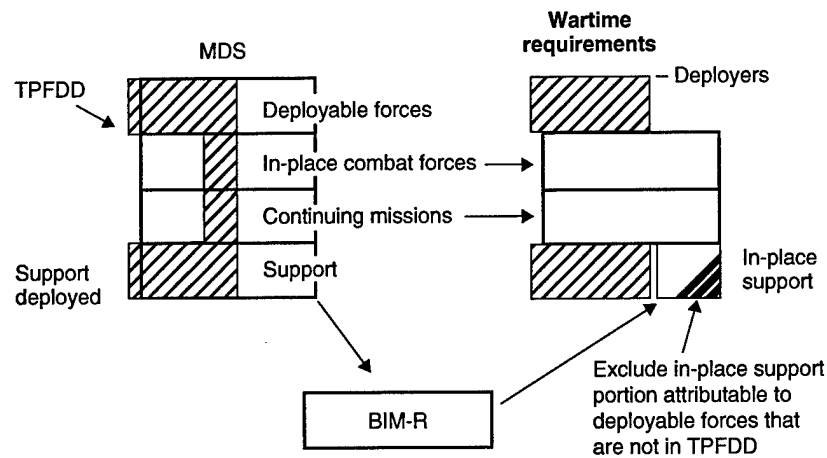 MDS
Wartime
requirements
TPFDD
Deployers
Deployable forces
In-place combat forces
Continuing missions
Support
deployed
Support
In-place
support
BIM-R
Exclude in-place support
portion attributable to
deployable forces that
are not in TPFDD